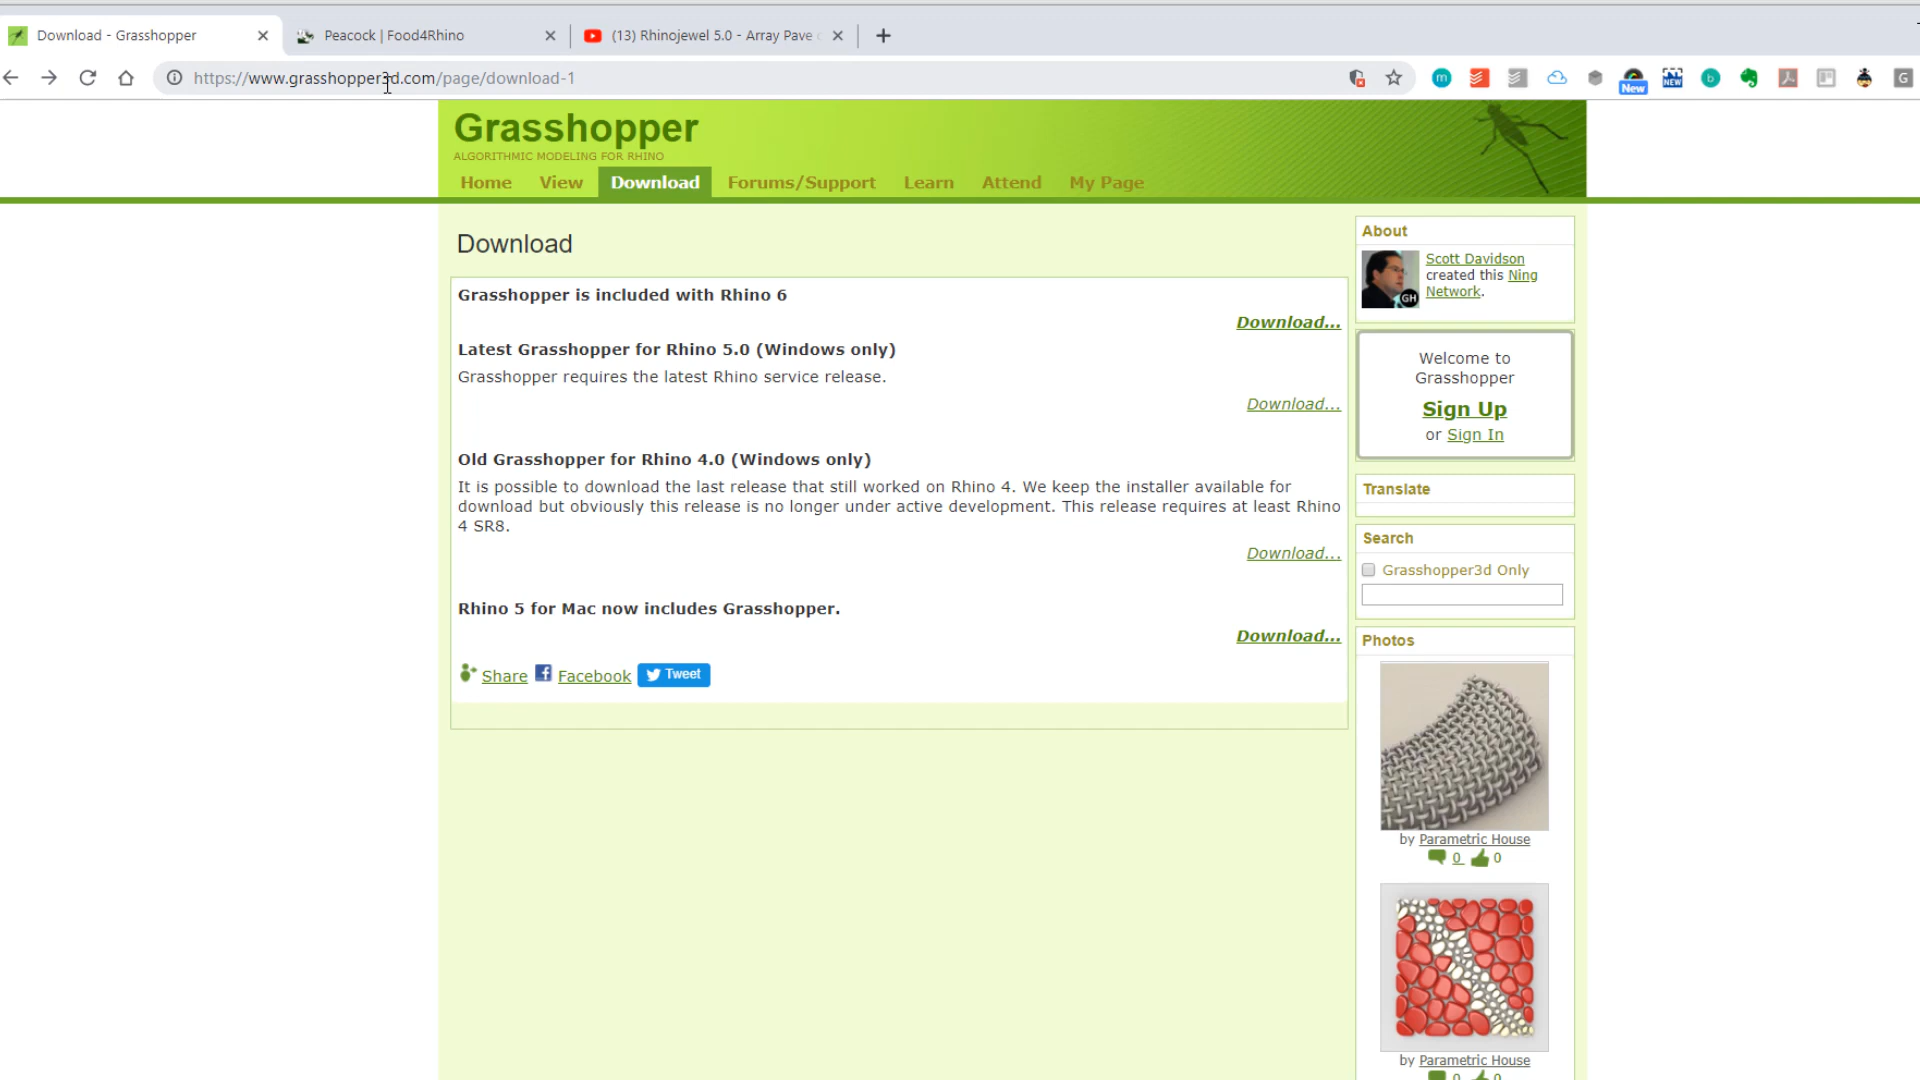 Download - Grasshopper
Peacock | Food4Rhino
(13) Rhinojewel 5.0 - Array Pave
https://www.grasshopper3d.com/page/download-1
New
NEW
Grasshopper
ALGORITHMIC MODELING FOR RHINO
Home View Download Forums/Support Learn Attend My Page
Download
Grasshopper is included with Rhino 6
Download...
Latest Grasshopper for Rhino 5.0 (Windows only)
Grasshopper requires the latest Rhino service release.
Download...
Old Grasshopper for Rhino 4.0 (Windows only)
It is possible to download the last release that still worked on Rhino 4. We keep the installer available for
download but obviously this release is no longer under active development. This release requires at least Rhino
4 SR8.
Download...
Rhino 5 for Mac now includes Grasshopper.
Download...
Share Facebook Tweet
About
Scott Davidson
created this Ning
Network.
GH
Welcome to
Grasshopper
Sign Up
or Sign In
Translate
Search
Grasshopper3d Only
Photos
by Parametric House
0 0
by Parametric House
0 0